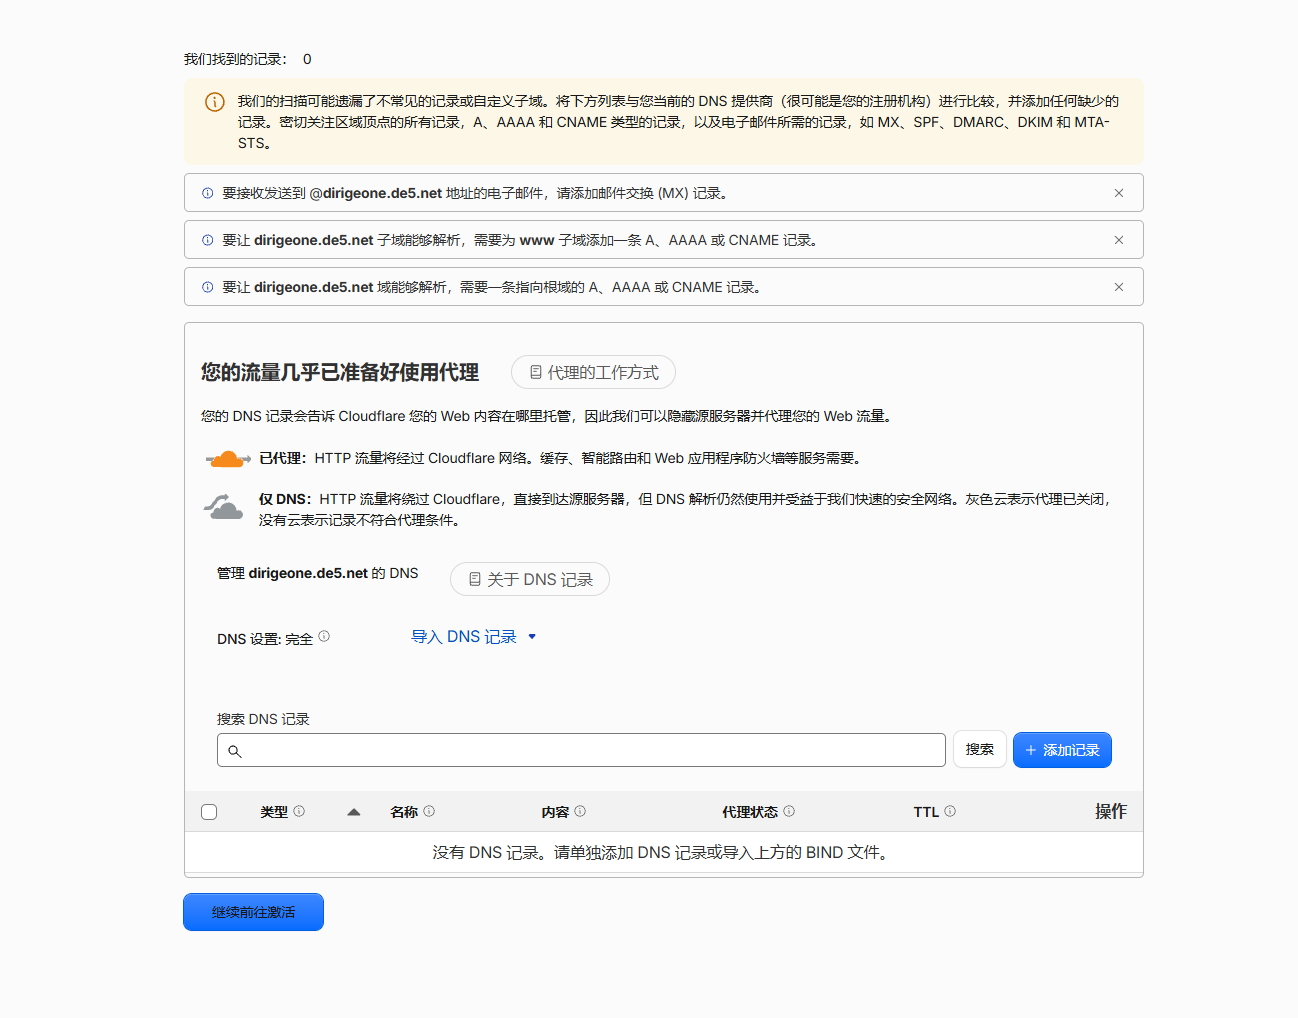 我们找到的记录： 0
我们的扫描可能遗漏了不常见的记录或自定义子域。将下方列表与您当前的 DNS 提供商（很可能是您的注册机构）进行比较，并添加任何缺少的
记录。密切关注区域顶点的所有记录，A、AAAA 和 CNAME 类型的记录，以及电子邮件所需的记录，如 MX、SPF、DMARC、DKIM 和 MTA-
STS。
要接收发送到 @dirigeone.de5.net 地址的电子邮件，请添加邮件交换 (MX) 记录。
要让 dirigeone.de5.net 子域能够解析，需要为 www 子域添加一条 A、AAAA 或 CNAME 记录。
要让 dirigeone.de5.net 域能够解析，需要一条指向根域的 A、AAAA 或 CNAME 记录。
您的流量几乎已准备好使用代理 代理的工作方式
您的 DNS 记录会告诉 Cloudflare 您的 Web 内容在哪里托管，因此我们可以隐藏源服务器并代理您的 Web 流量。
已代理：HTTP 流量将经过 Cloudflare 网络。缓存、智能路由和 Web 应用程序防火墙等服务需要。
仅 DNS：HTTP 流量将绕过 Cloudflare，直接到达源服务器，但 DNS 解析仍然使用并受益于我们快速的安全网络。灰色云表示代理已关闭，
没有云表示记录不符合代理条件。
管理 dirigeone.de5.net 的 DNS 关于 DNS 记录
DNS 设置: 完全 导入 DNS 记录
搜索 DNS 记录
搜索 + 添加记录
类型 名称 内容 代理状态 TTL 操作
没有 DNS 记录。请单独添加 DNS 记录或导入上方的 BIND 文件。
继续前往激活